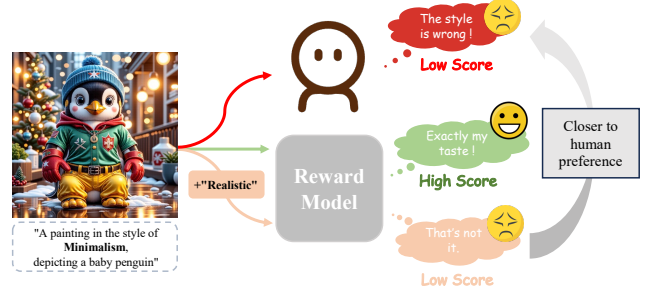 The style
is wrong !
Low Score
Exactly my
taste !
High Score
+"Realistic"
Reward
Model
Closer to
human
preference
"A painting in the style of
Minimalism,
depicting a baby penguin"
That's not
it,
Low Score